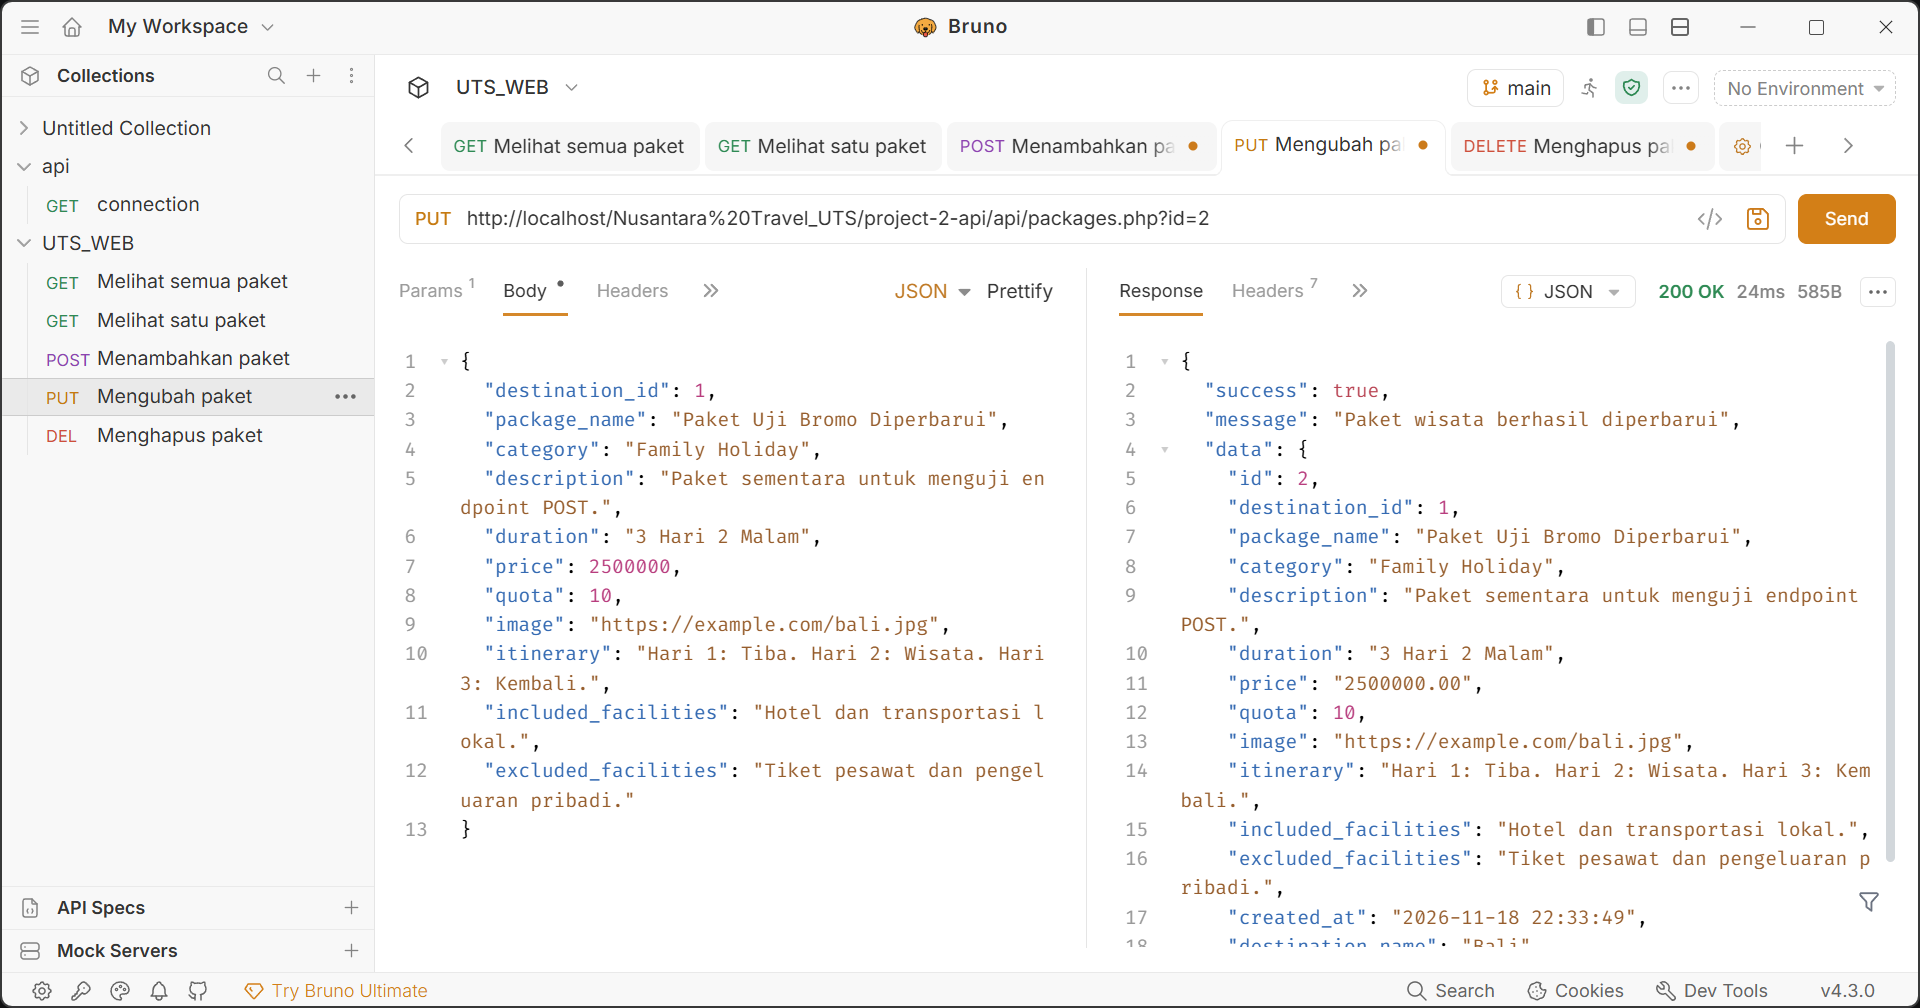 My Workspace
Bruno
Collections
Untitled Collection
api
GET connection
UTS_WEB
GET Melihat semua paket
GET Melihat satu paket
POST Menambahkan paket
PUT Mengubah paket
DEL Menghapus paket
API Specs
Mock Servers
UTS_WEB
main
No Environment
GET Melihat semua paket
GET Melihat satu paket
POST Menambahkan pa
PUT Mengubah pa
DELETE Menghapus pa
PUT http://localhost/Nusantara%20Travel_UTS/project-2-api/api/packages.php?id=2
Send
Params 1 Body Headers
JSON Prettify
1 {
2 "destination_id": 1,
3 "package_name": "Paket Uji Bromo Diperbarui",
4 "category": "Family Holiday",
5 "description": "Paket sementara untuk menguji en
dpoint POST.",
6 "duration": "3 Hari 2 Malam",
7 "price": 2500000,
8 "quota": 10,
9 "image": "https://example.com/bali.jpg",
10 "itinerary": "Hari 1: Tiba. Hari 2: Wisata. Hari
3: Kembali.",
11 "included_facilities": "Hotel dan transportasi l
okal.",
12 "excluded_facilities": "Tiket pesawat dan pengel
uaran pribadi."
13 }
Response Headers 7
{ } JSON
200 OK 24ms 585B
1 {
2 "success": true,
3 "message": "Paket wisata berhasil diperbarui",
4 "data": {
5 "id": 2,
6 "destination_id": 1,
7 "package_name": "Paket Uji Bromo Diperbarui",
8 "category": "Family Holiday",
9 "description": "Paket sementara untuk menguji endpoint
POST.",
10 "duration": "3 Hari 2 Malam",
11 "price": "2500000.00",
12 "quota": 10,
13 "image": "https://example.com/bali.jpg",
14 "itinerary": "Hari 1: Tiba. Hari 2: Wisata. Hari 3: Kem
bali.",
15 "included_facilities": "Hotel dan transportasi lokal.",
16 "excluded_facilities": "Tiket pesawat dan pengeluaran p
ribadi.",
17 "created_at": "2026-11-18 22:33:49",
18 "destination_name": "Bali"
Try Bruno Ultimate
Search
Cookies
Dev Tools
v4.3.0